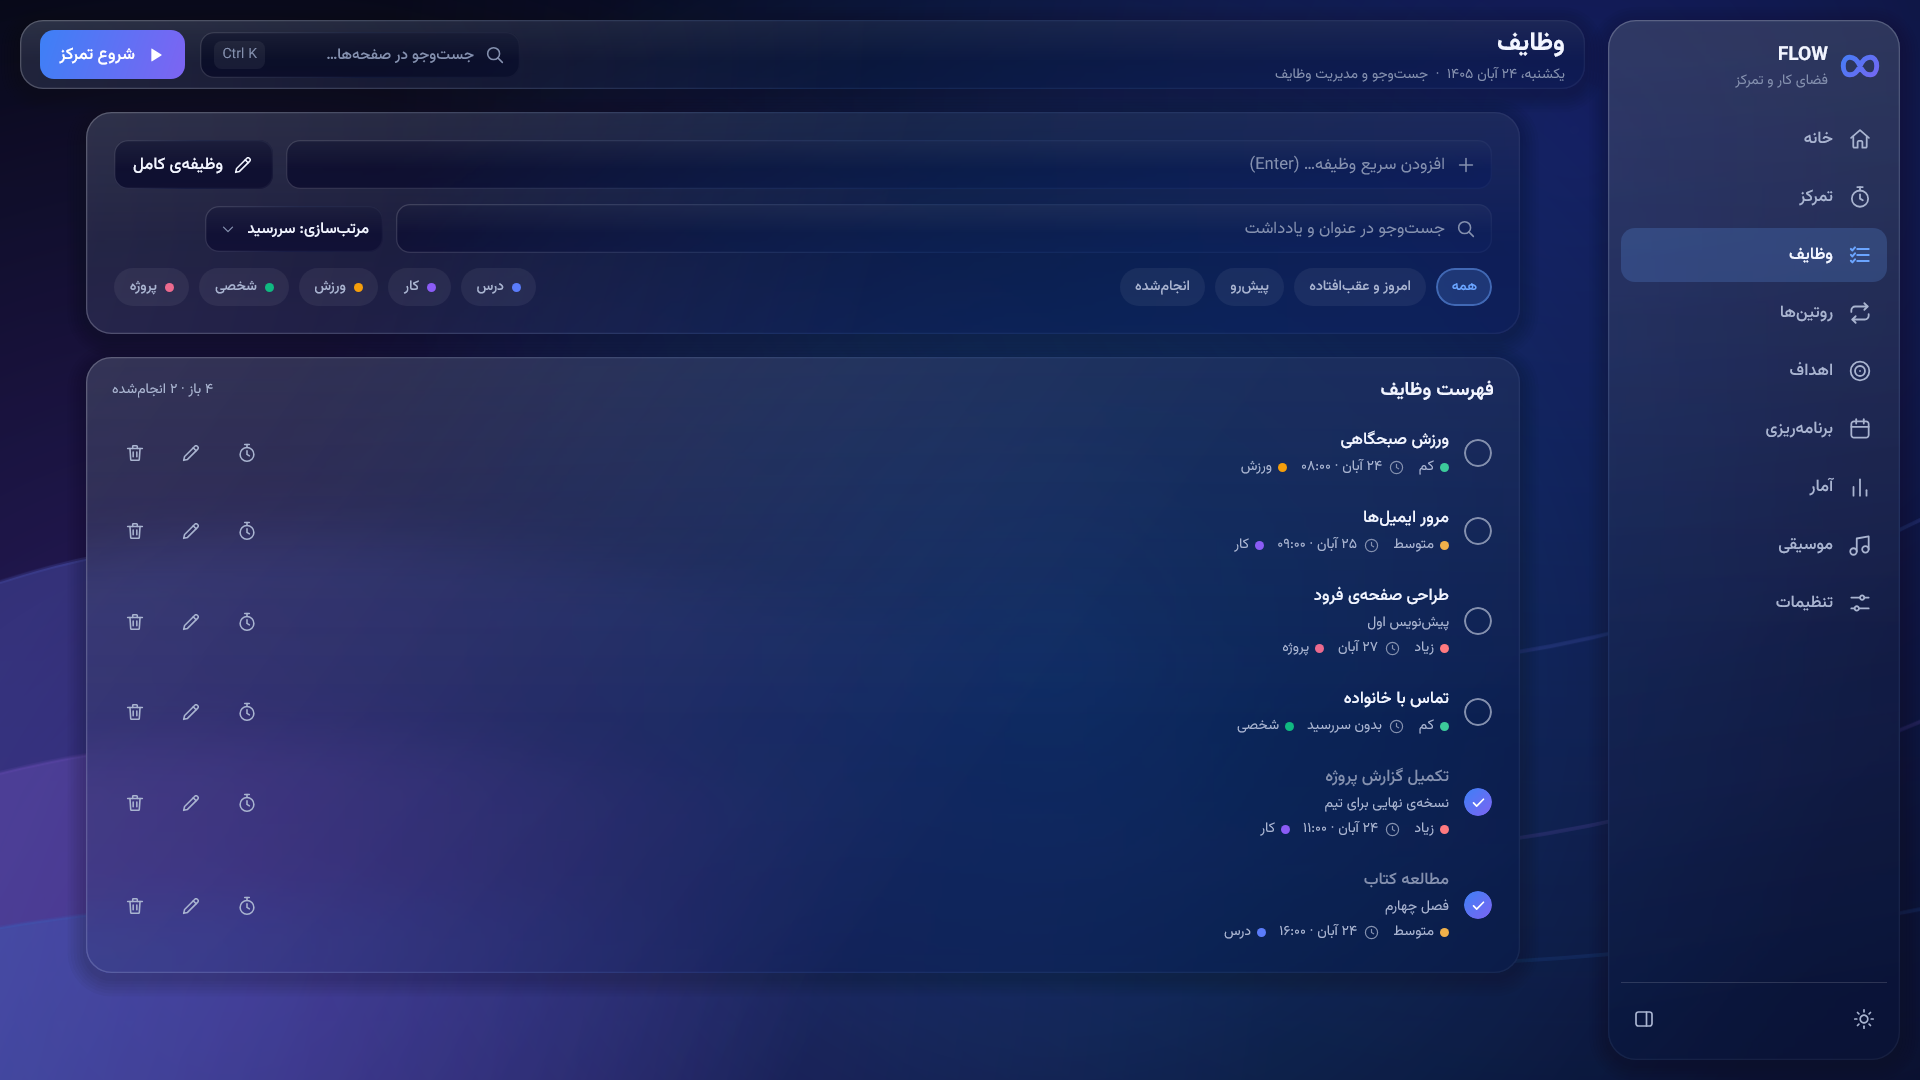 FLOW
فضای کار و تمرکز
خانه
تمرکز
وظایف
روتین‌ها
اهداف
برنامه‌ریزی
آمار
موسیقی
تنظیمات
وظایف
یکشنبه، ۲۴ آبان ۱۴۰۵ · جست‌وجو و مدیریت وظایف
جست‌وجو در صفحه‌ها...
Ctrl K
شروع تمرکز
افزودن سریع وظیفه... (Enter)
وظیفه‌ی کامل
جست‌وجو در عنوان و یادداشت
مرتب‌سازی: سررسید
همه
امروز و عقب‌افتاده
پیش‌رو
انجام‌شده
درس
کار
ورزش
شخصی
پروژه
فهرست وظایف
۴ باز · ۲ انجام‌شده
ورزش صبحگاهی
کم ۲۴ آبان · ۰۸:۰۰ ورزش
مرور ایمیل‌ها
متوسط ۲۵ آبان · ۰۹:۰۰ کار
طراحی صفحه‌ی فرود
پیش‌نویس اول
زیاد ۲۷ آبان پروژه
تماس با خانواده
کم بدون سررسید شخصی
تکمیل گزارش پروژه
نسخه‌ی نهایی برای تیم
زیاد ۲۴ آبان · ۱۱:۰۰ کار
مطالعه کتاب
فصل چهارم
متوسط ۲۴ آبان · ۱۶:۰۰ درس